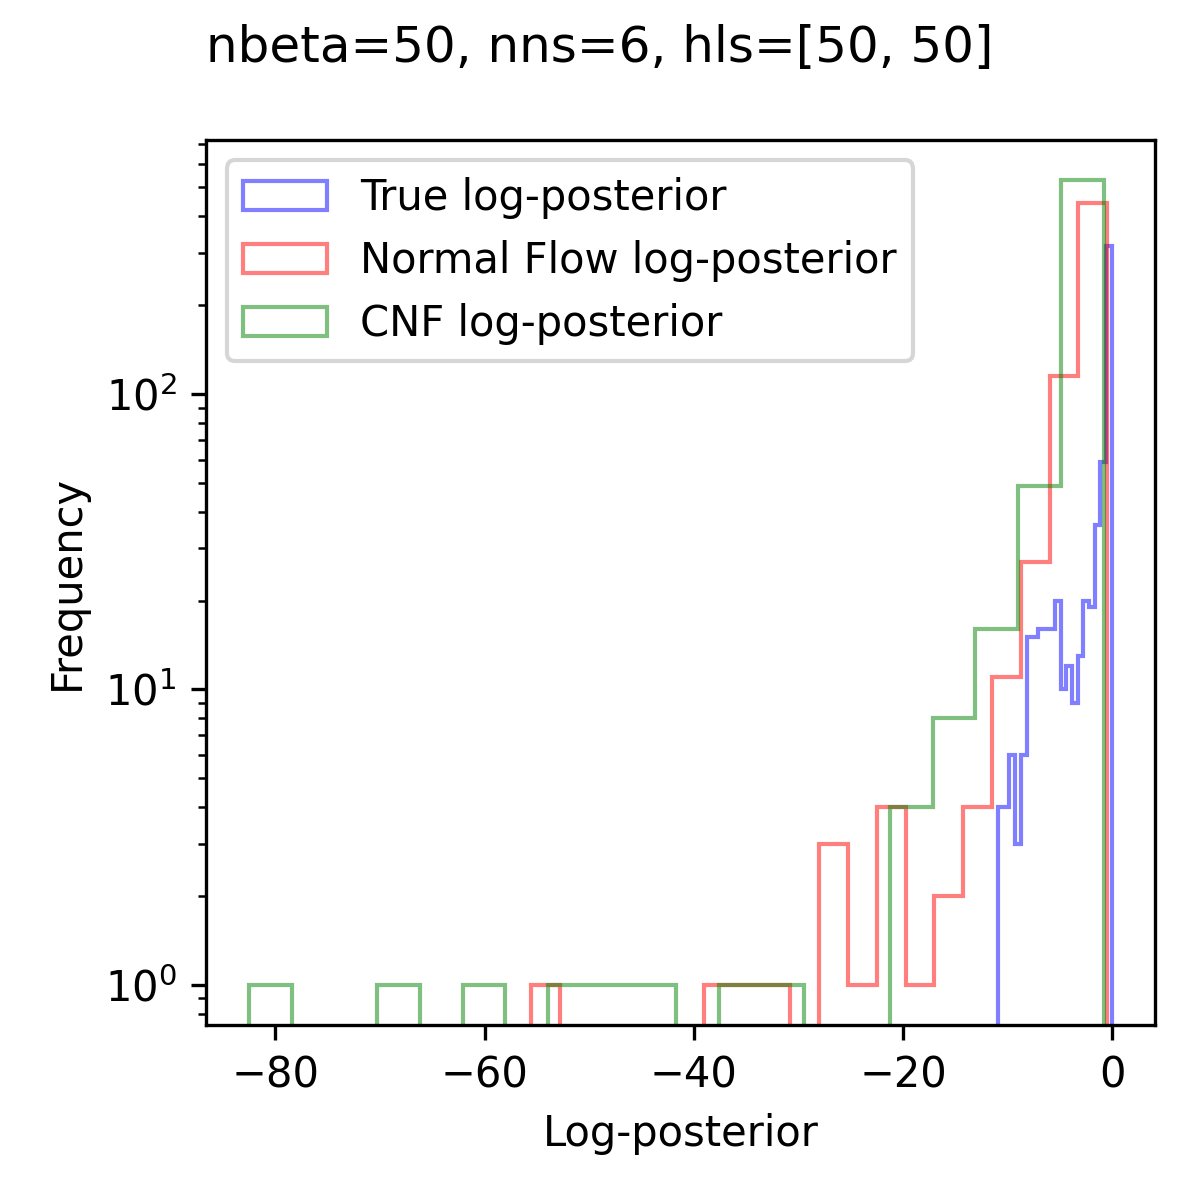 nbeta=50, nns=6, hls=[50, 50]
True log-posterior
Normal Flow log-posterior
CNF log-posterior
10²
10¹
10⁰
Frequency
−80 −60 −40 −20 0
Log-posterior